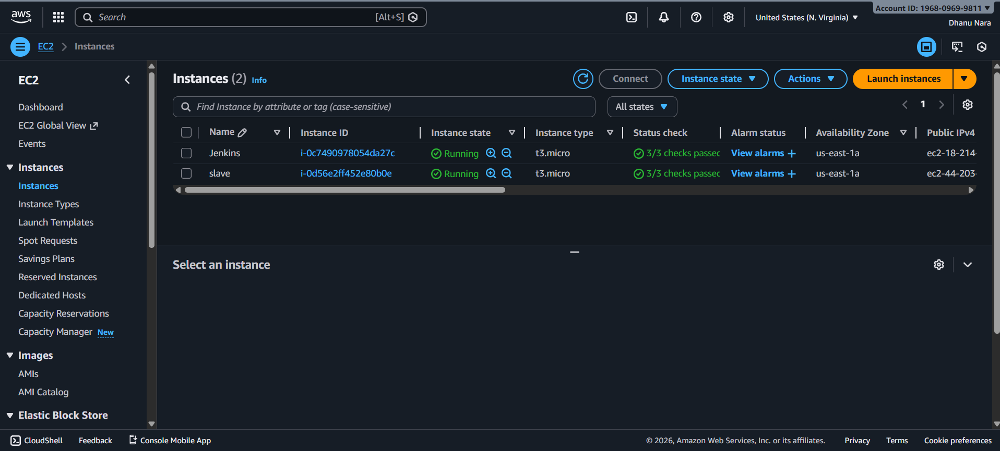 aws
Search [Alt+S]
United States (N. Virginia)
Account ID: 1968-0969-9811
Dhanu Nara
EC2 Instances
EC2
Dashboard
EC2 Global View
Events
Instances
Instances
Instance Types
Launch Templates
Spot Requests
Savings Plans
Reserved Instances
Dedicated Hosts
Capacity Reservations
Capacity Manager New
Images
AMIs
AMI Catalog
Elastic Block Store
Instances (2) Info
Connect
Instance state
Actions
Launch instances
Find Instance by attribute or tag (case-sensitive)
All states
1
Name Instance ID Instance state Instance type Status check Alarm status Availability Zone Public IPv4
Jenkins i-0c7490978054da27c Running t3.micro 3/3 checks passed View alarms + us-east-1a ec2-18-214-
slave i-0d56e2ff452e80b0e Running t3.micro 3/3 checks passed View alarms + us-east-1a ec2-44-203-
Select an instance
CloudShell Feedback Console Mobile App © 2026, Amazon Web Services, Inc. or its affiliates. Privacy Terms Cookie preferences